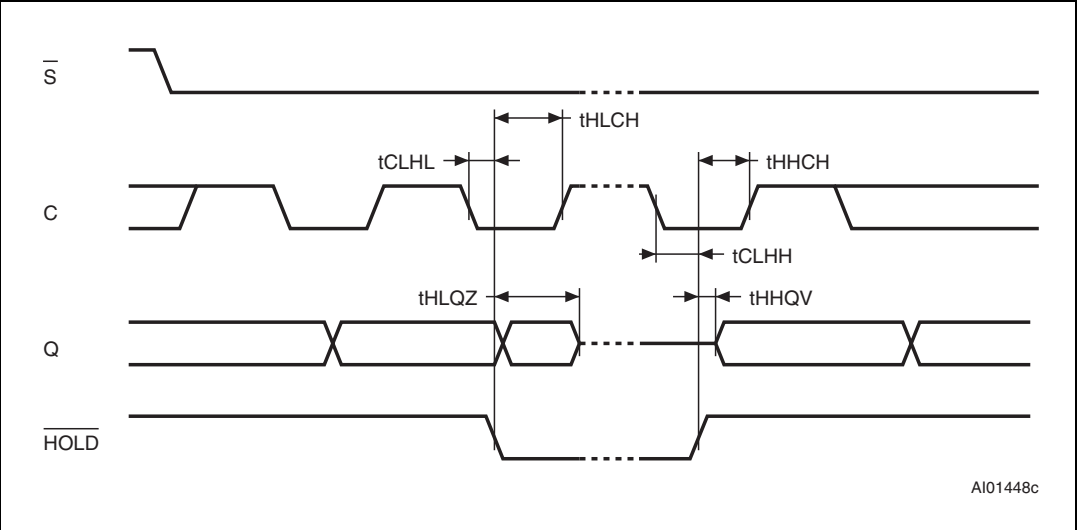 S
tHLCH
tCLHL
tHHCH
C
tCLHH
tHLQZ
tHHQV
Q
HOLD
AI01448c